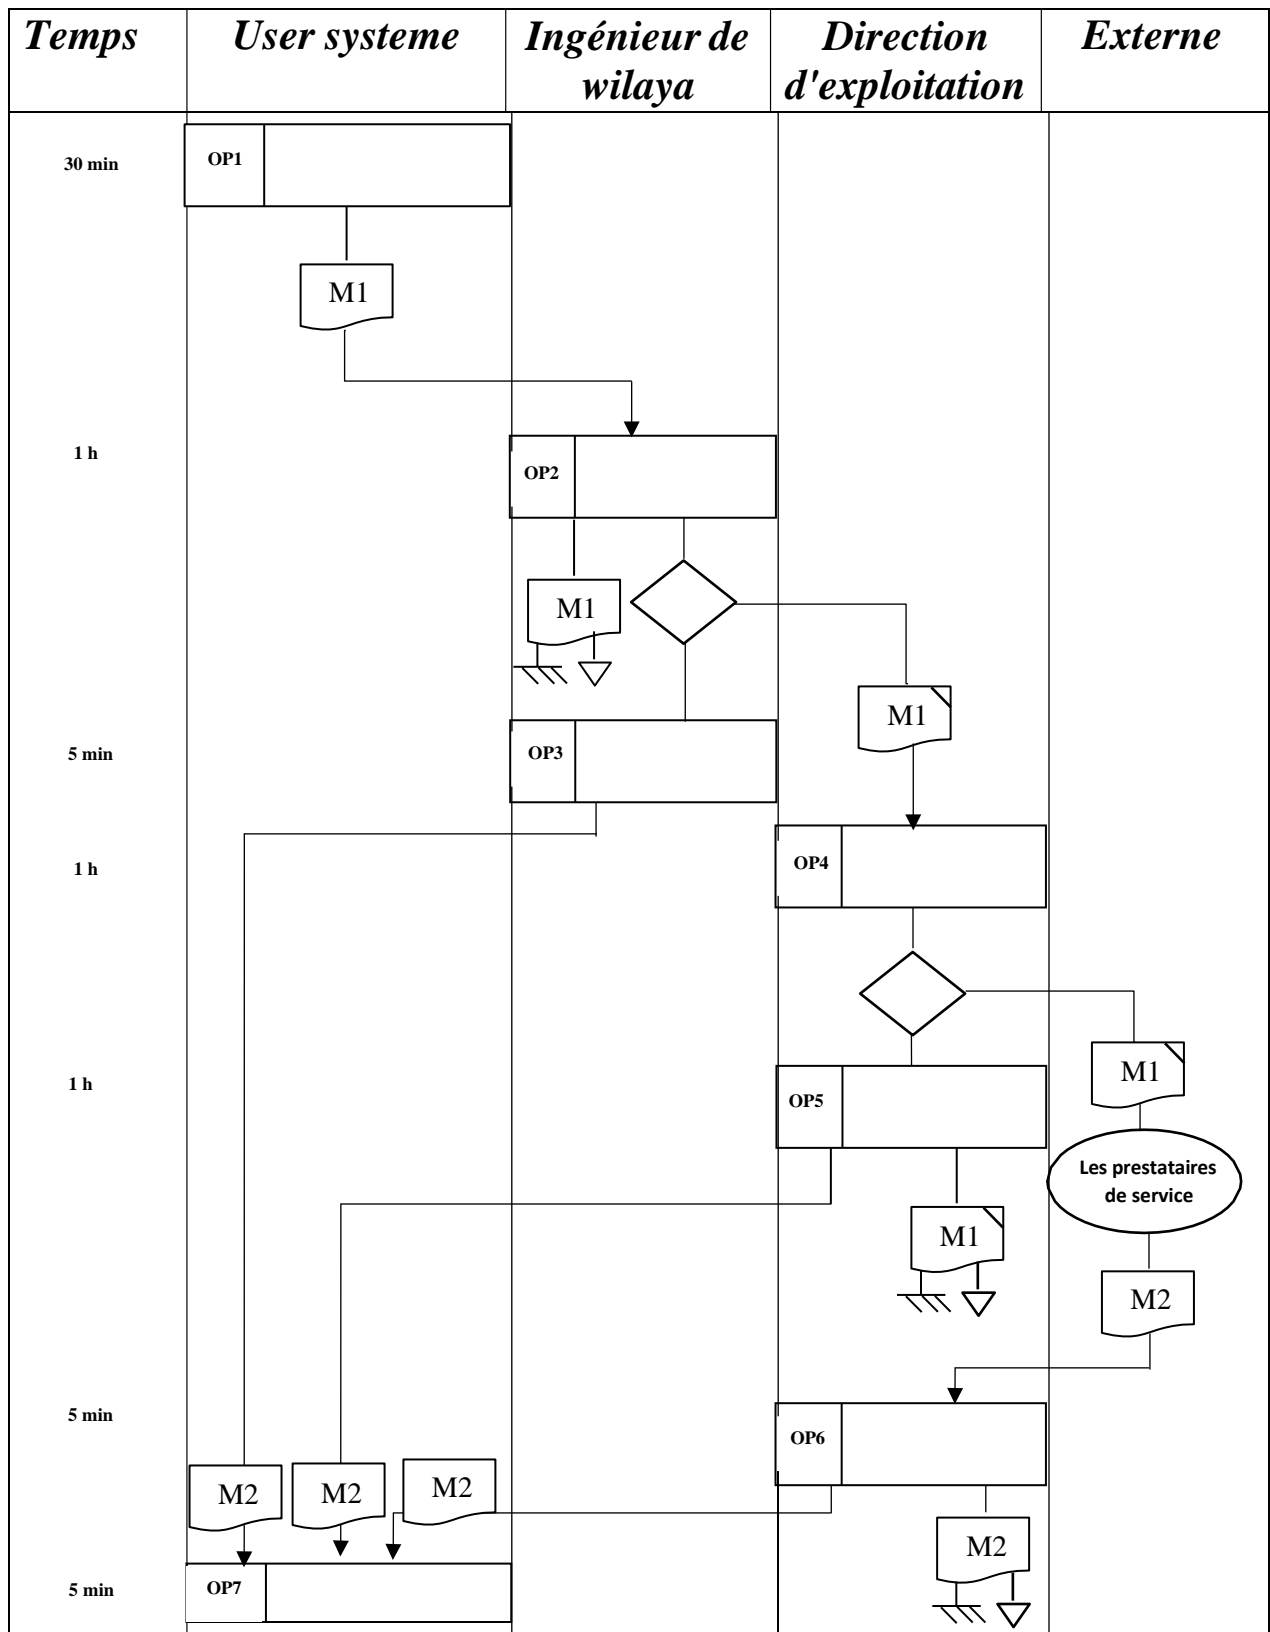 Temps
User systeme
Ingénieur de
wilaya
Direction
d'exploitation
Externe
30 min
OP1
M1
1 h
OP2
M1
M1
5 min
OP3
1 h
OP4
M1
1 h
OP5
Les prestataires
de service
M1
M2
5 min
OP6
M2
M2
M2
M2
5 min
OP7